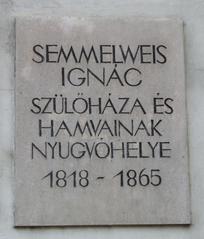 SEMMELWEIS
IGNÁC
SZÜLŐHÁZA ÉS
HAMVAINAK
NYUGVÓHELYE
1818 - 1865